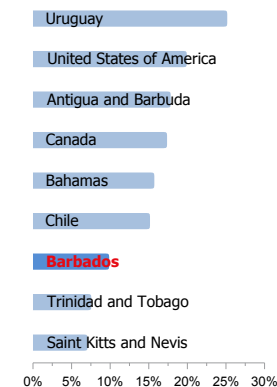 Uruguay
United States of America
Antigua and Barbuda
Canada
Bahamas
Chile
Barbados
Trinidad and Tobago
Saint Kitts and Nevis
0% 5% 10% 15% 20% 25% 30%